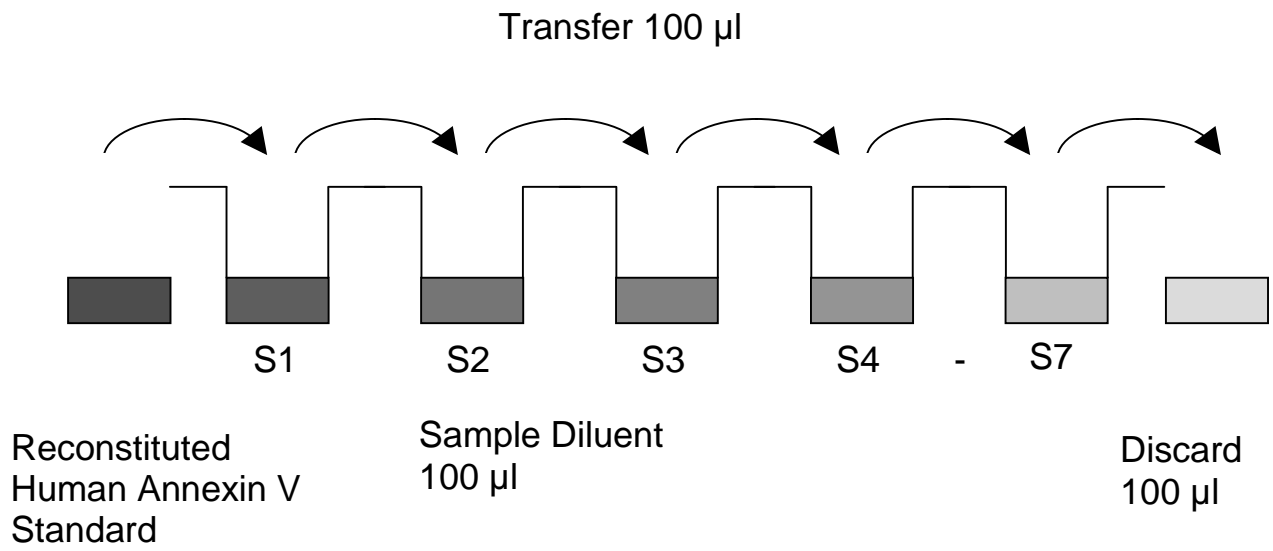 Transfer 100 µl
S1 S2 S3 S4 - S7
Reconstituted
Human Annexin V
Standard
Sample Diluent
100 µl
Discard
100 µl